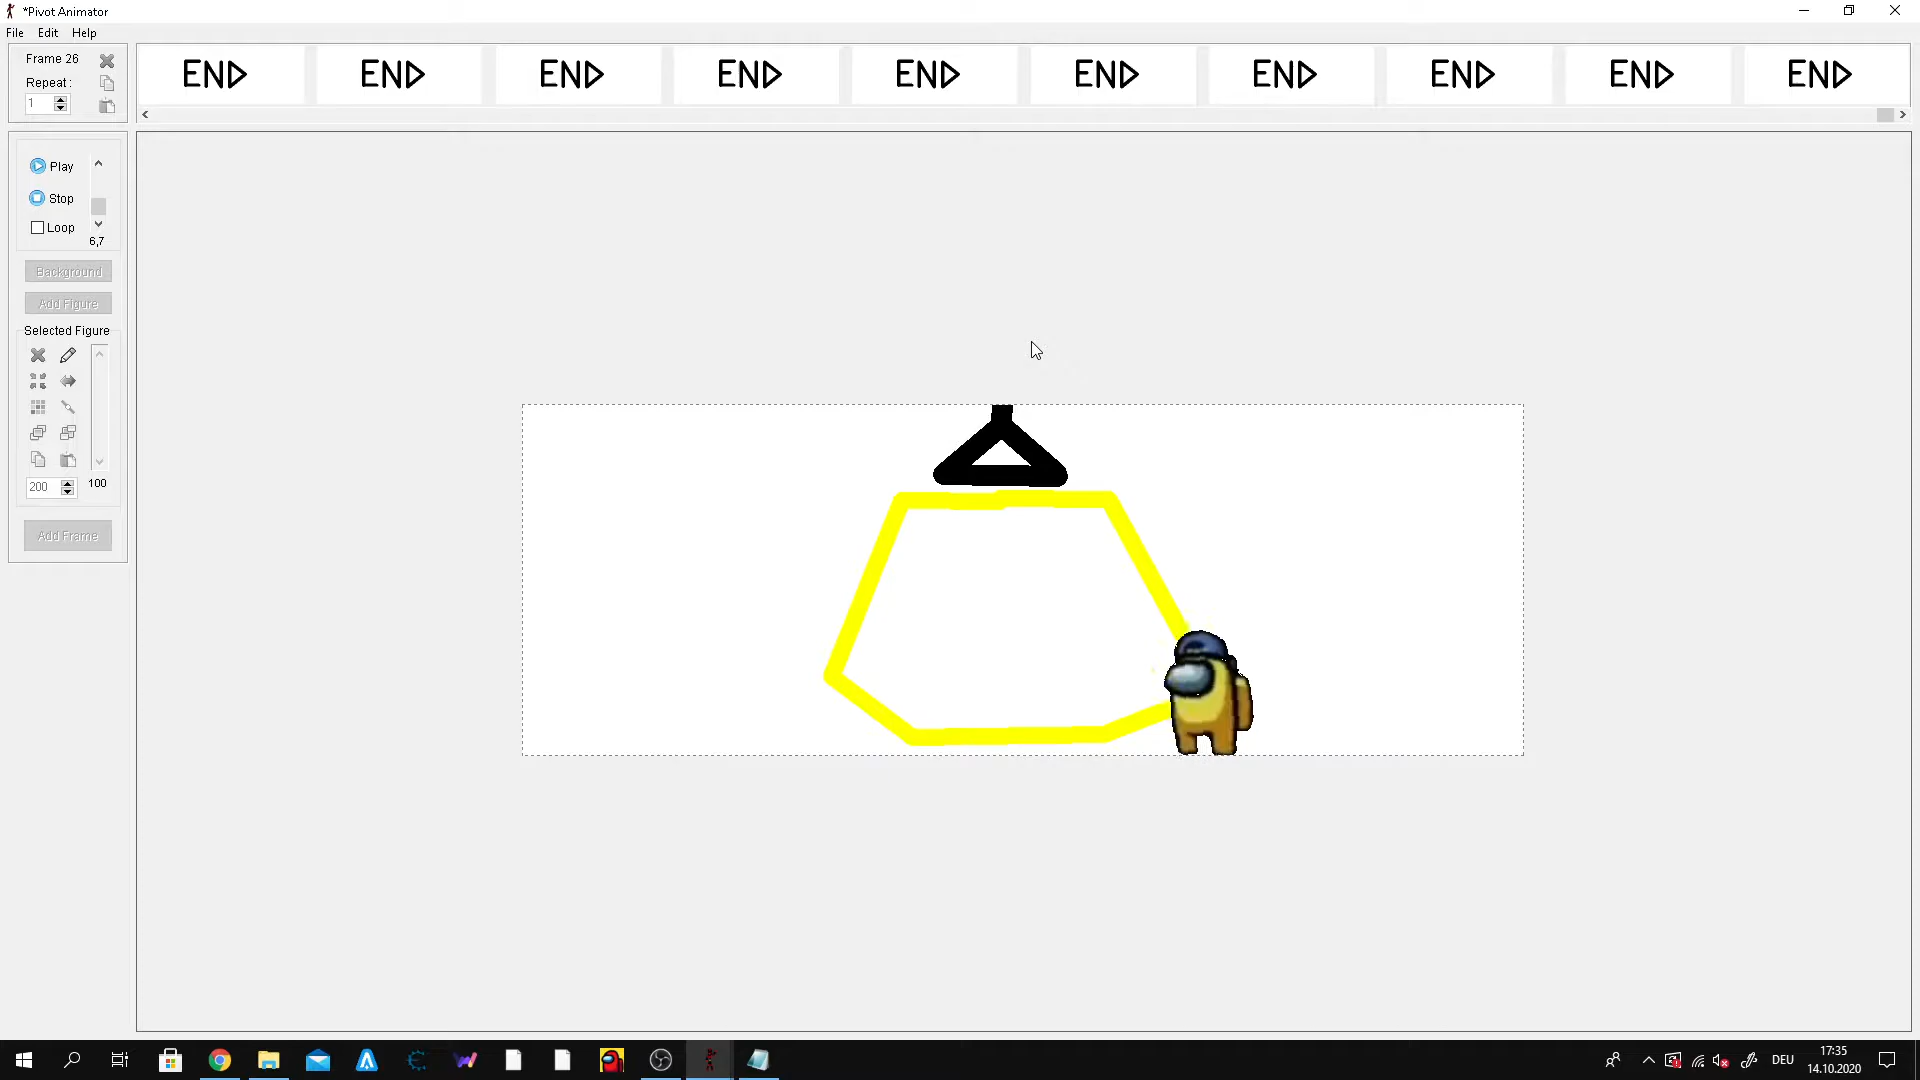 *Pivot Animator
File Edit Help
Frame 26
Repeat :
1
END END END END END END END END END END
Play
Stop
Loop
6,7
Background
Add Figure
Selected Figure
200
100
Add Frame
DEU
17:35
14.10.2020